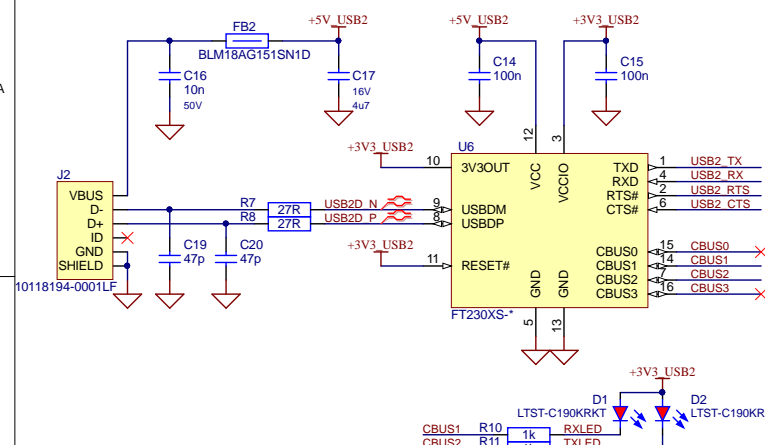 FB2
+5V_USB2
BLM18AG151SN1D
C16
10n
50V
C17
16V
4u7
+5V_USB2
+3V3_USB2
C14
100n
C15
100n
A
J2
VBUS
D-
D+
ID
GND
SHIELD
10118194-0001LF
R7
27R
R8
27R
C19
47p
C20
47p
USB2D_N
USB2D_P
+3V3_USB2
+3V3_USB2
U6
10
3V3OUT
12
VCC
3
VCCIO
9
USBDM
8
USBDP
11
RESET#
TXD
1
USB2_TX
RXD
4
USB2_RX
RTS#
2
USB2_RTS
CTS#
6
USB2_CTS
CBUS0
15
CBUS0
CBUS1
14
CBUS1
CBUS2
7
CBUS2
CBUS3
16
CBUS3
GND
5
GND
13
FT230XS-*
+3V3_USB2
D1
LTST-C190KRKT
D2
LTST-C190KR
CBUS1
R10
1k
RXLED
CBUS2
R11
TXLED